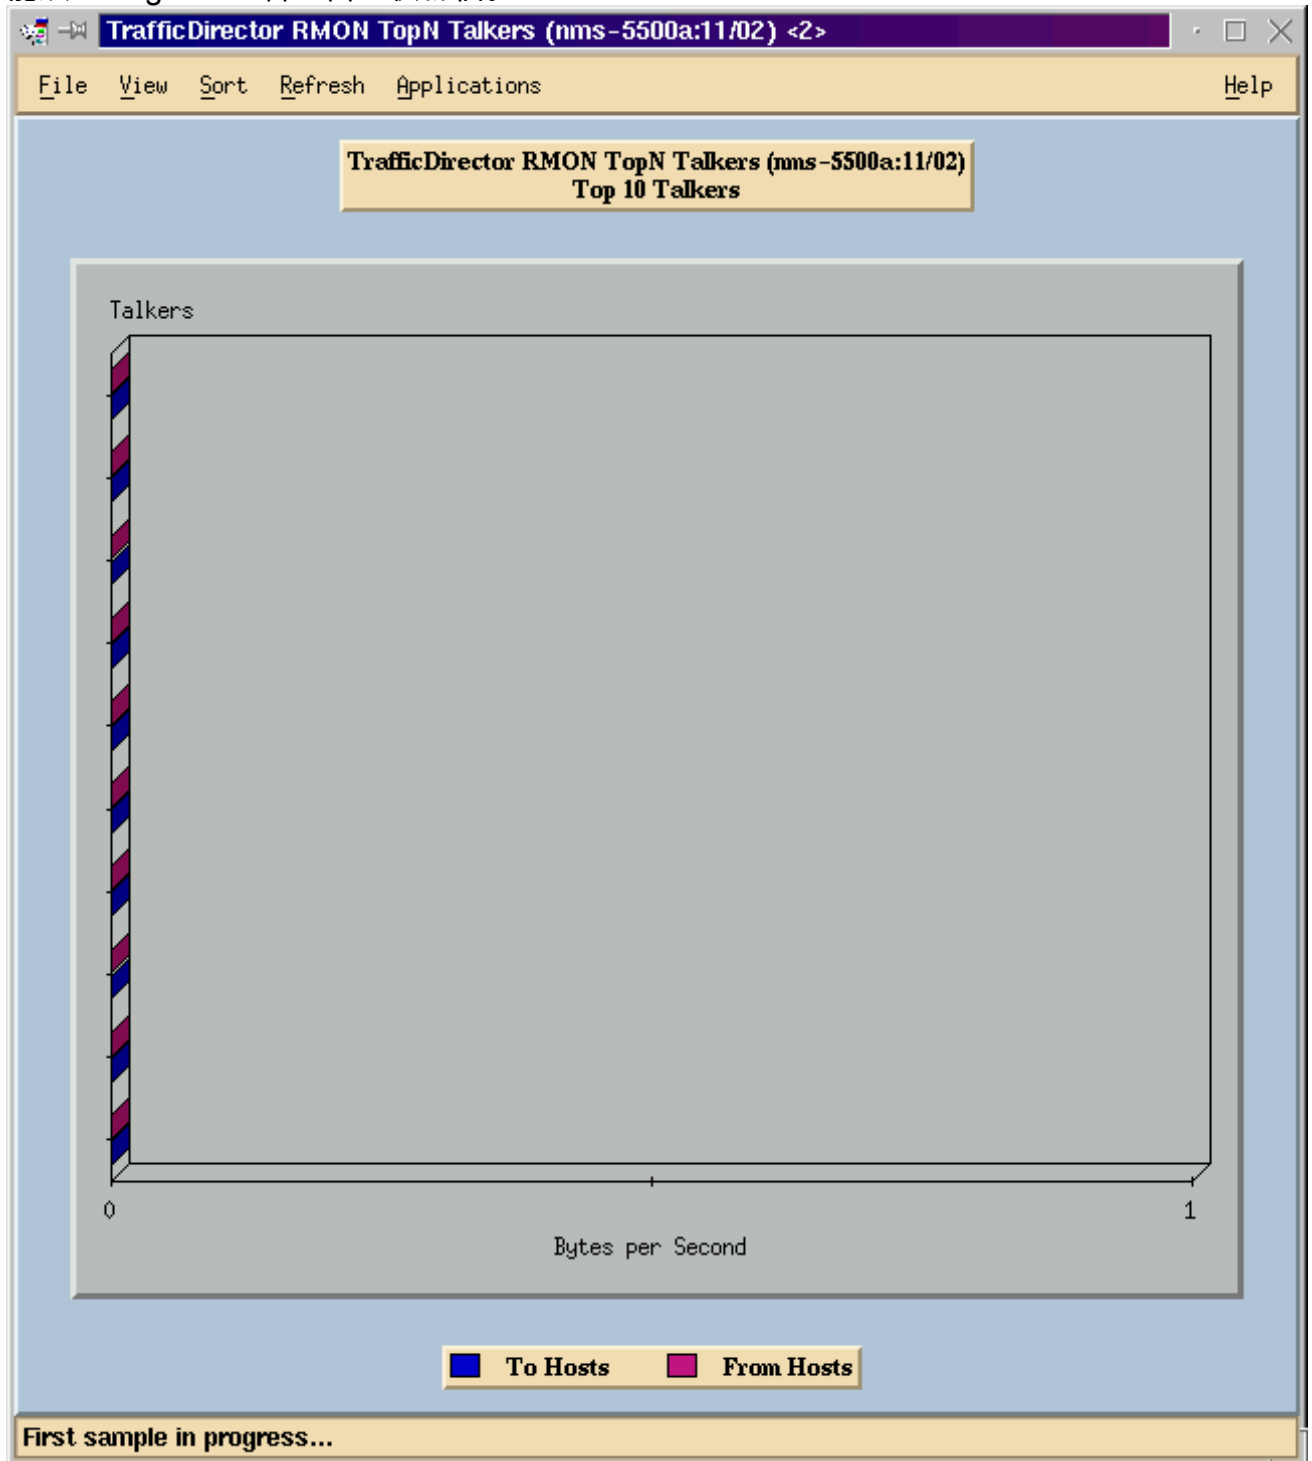 TrafficDirector RMON TopN Talkers (nms-5500a:11/02) <2>
File View Sort Refresh Applications Help
TrafficDirector RMON TopN Talkers (nms-5500a:11/02)
Top 10 Talkers
Talkers
0 1
Bytes per Second
To Hosts From Hosts
First sample in progress...